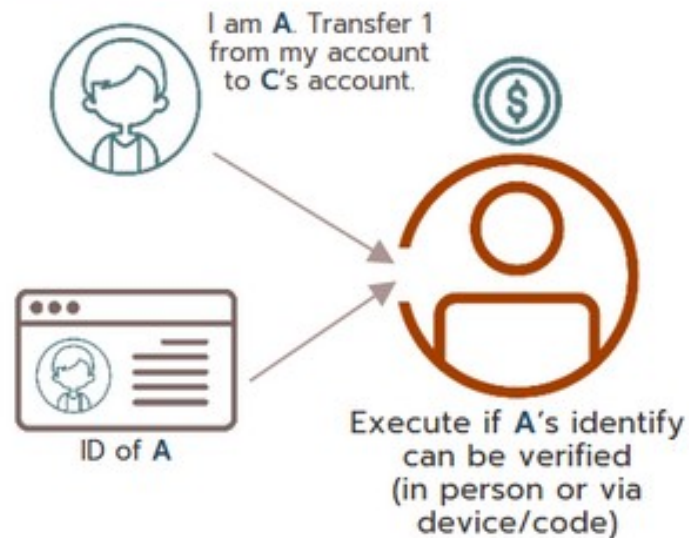 I am A. Transfer 1
from my account
to C's account.
$
ID of A
Execute if A's identify
can be verified
(in person or via
device/code)